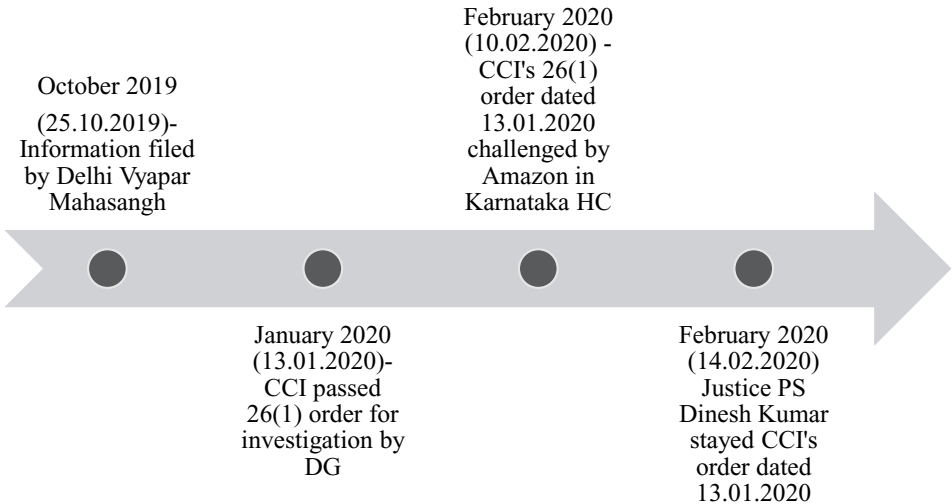 October 2019
(25.10.2019)-
Information filed
by Delhi Vyapar
Mahasangh
January 2020
(13.01.2020)-
CCI passed
26(1) order for
investigation by
DG
February 2020
(10.02.2020) -
CCI's 26(1)
order dated
13.01.2020
challenged by
Amazon in
Karnataka HC
February 2020
(14.02.2020)
Justice PS
Dinesh Kumar
stayed CCI's
order dated
13.01.2020